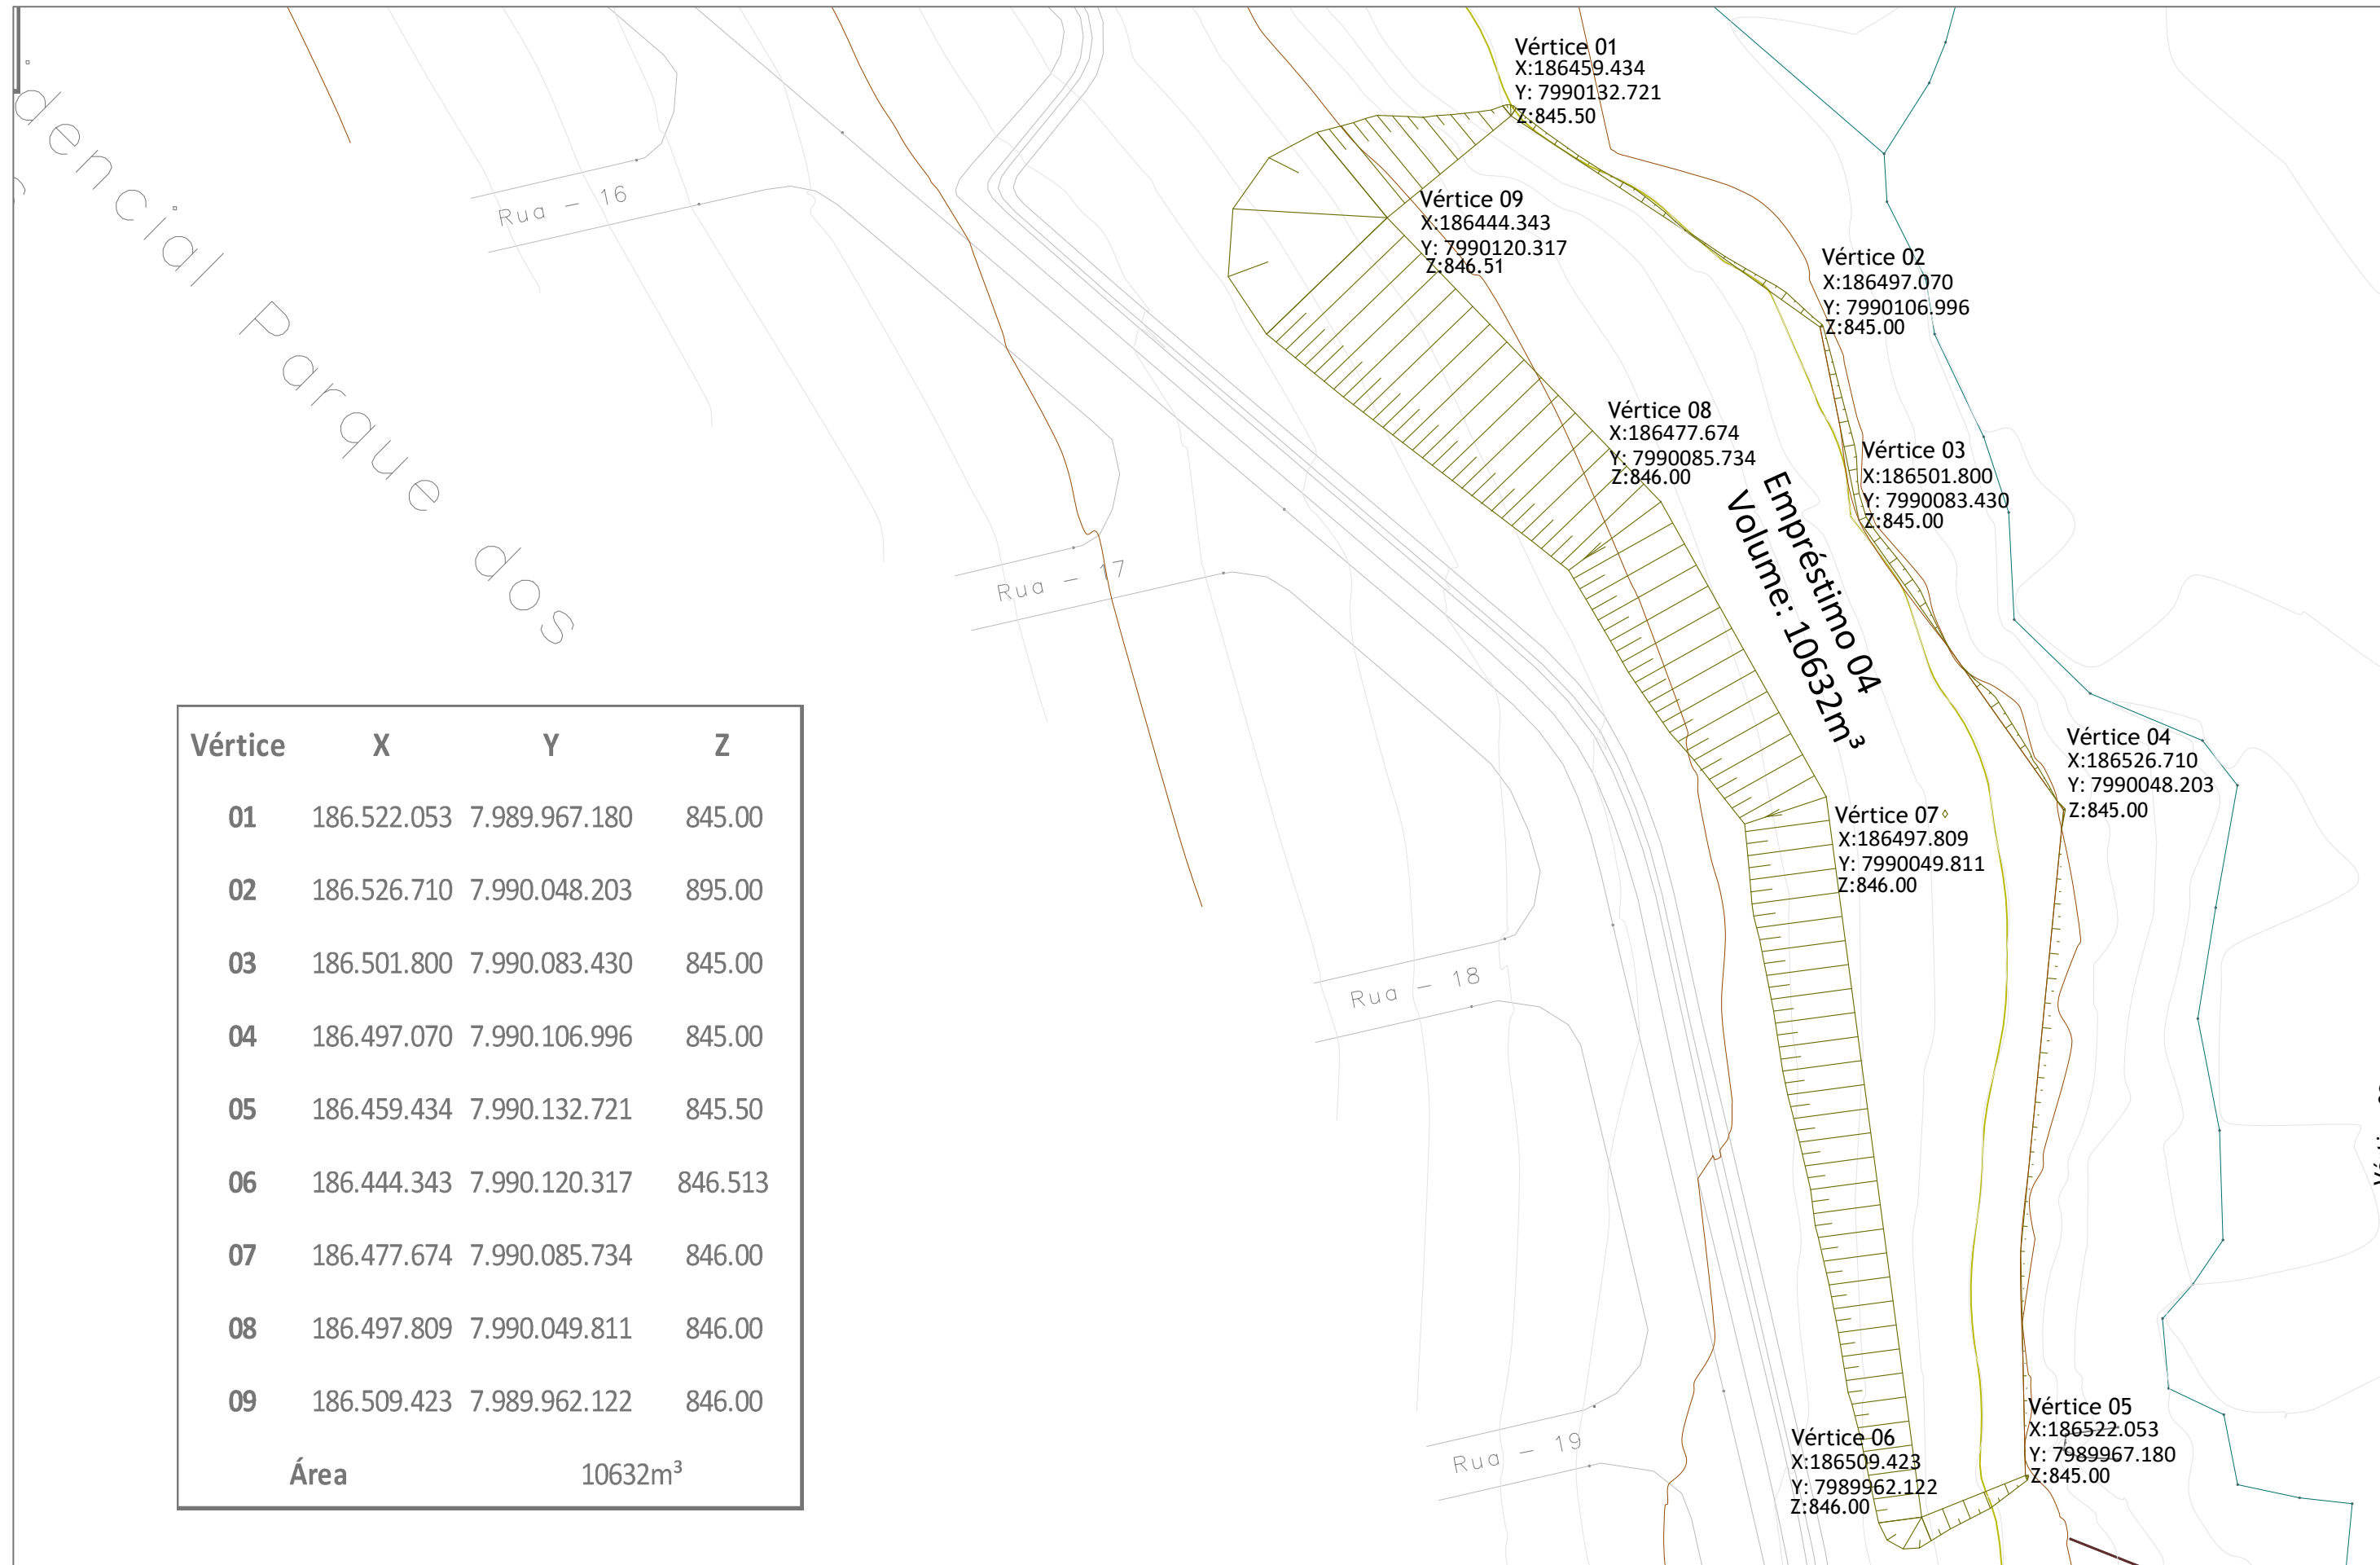 dencial Parque dos
Rua - 16
Rua - 17
Rua - 18
Rua - 19
Vértice 01
X:186459.434
Y: 7990132.721
Z:845.50
Vértice 09
X:186444.343
Y: 7990120.317
Z:846.51
Vértice 02
X:186497.070
Y: 7990106.996
Z:845.00
Vértice 08
X:186477.674
Y: 7990085.734
Z:846.00
Vértice 03
X:186501.800
Y: 7990083.430
Z:845.00
Empréstimo 04
Volume: 10632m³
Vértice 04
X:186526.710
Y: 7990048.203
Z:845.00
Vértice 07
X:186497.809
Y: 7990049.811
Z:846.00
Vértice 05
X:186522.053
Y: 7989967.180
Z:845.00
Vértice 06
X:186509.423
Y: 7989962.122
Z:846.00
Vértice X Y Z
01 186.522.053 7.989.967.180 845.00
02 186.526.710 7.990.048.203 895.00
03 186.501.800 7.990.083.430 845.00
04 186.497.070 7.990.106.996 845.00
05 186.459.434 7.990.132.721 845.50
06 186.444.343 7.990.120.317 846.513
07 186.477.674 7.990.085.734 846.00
08 186.497.809 7.990.049.811 846.00
09 186.509.423 7.989.962.122 846.00
Área 10632m³